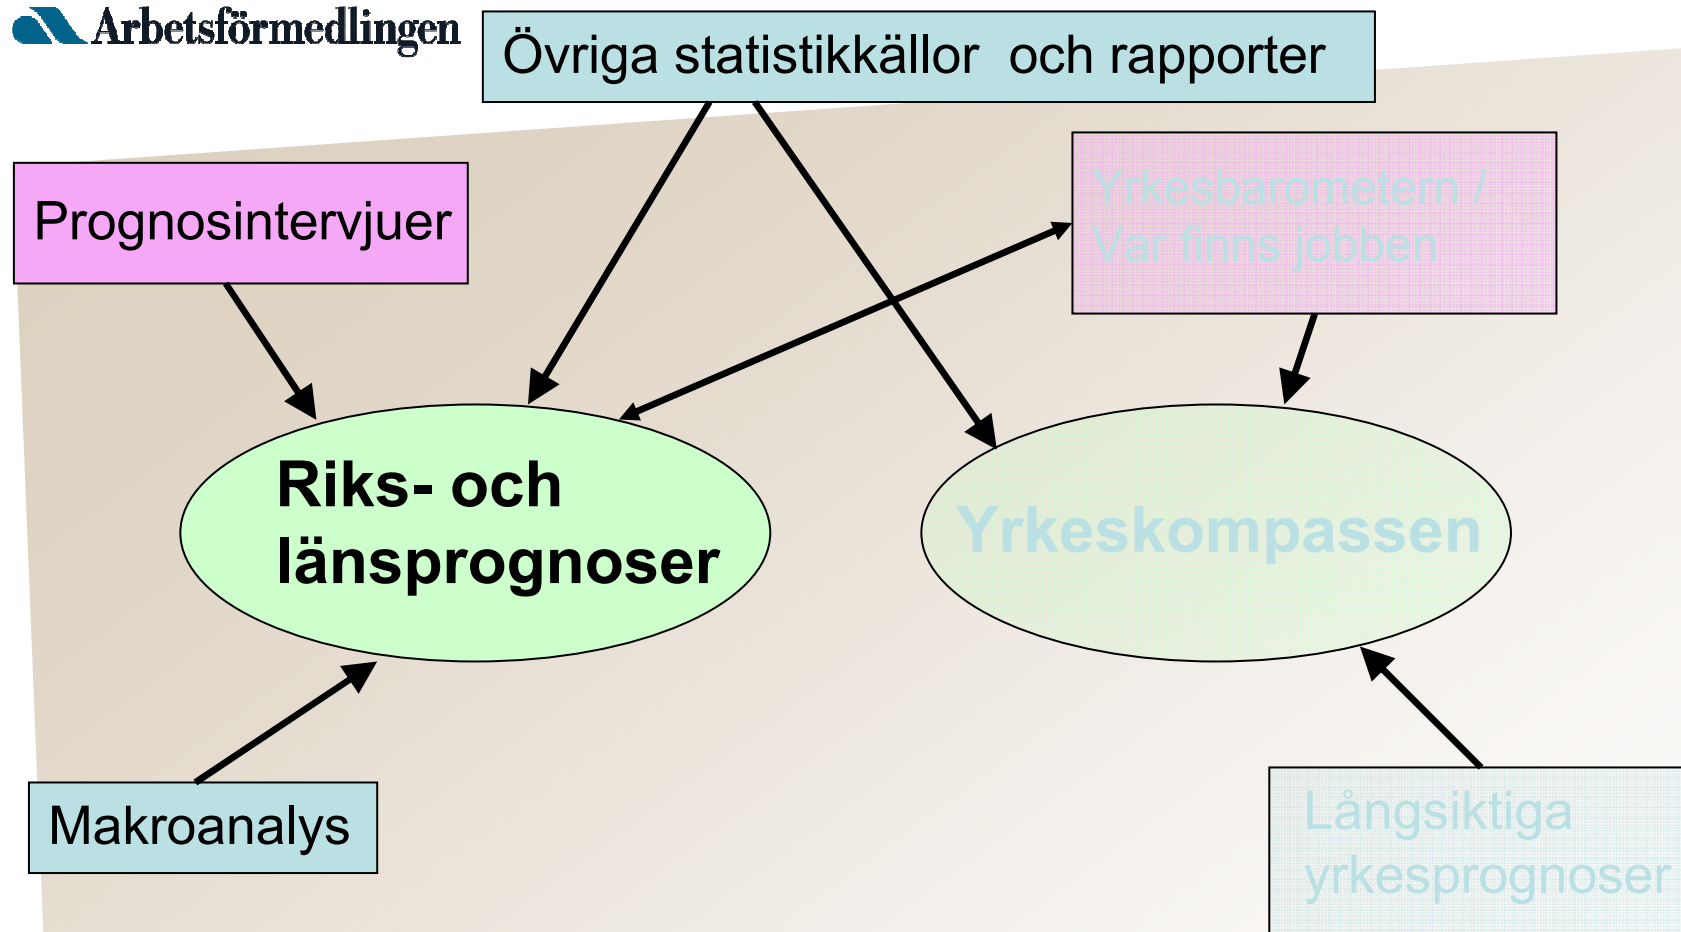 Arbetsförmedlingen
Övriga statistikkällor och rapporter
Prognosintervjuer
Yrkesbarometern /
Var finns jobben
Riks- och
länsprognoser
Yrkeskompassen
Makroanalys
Långsiktiga
yrkesprognoser